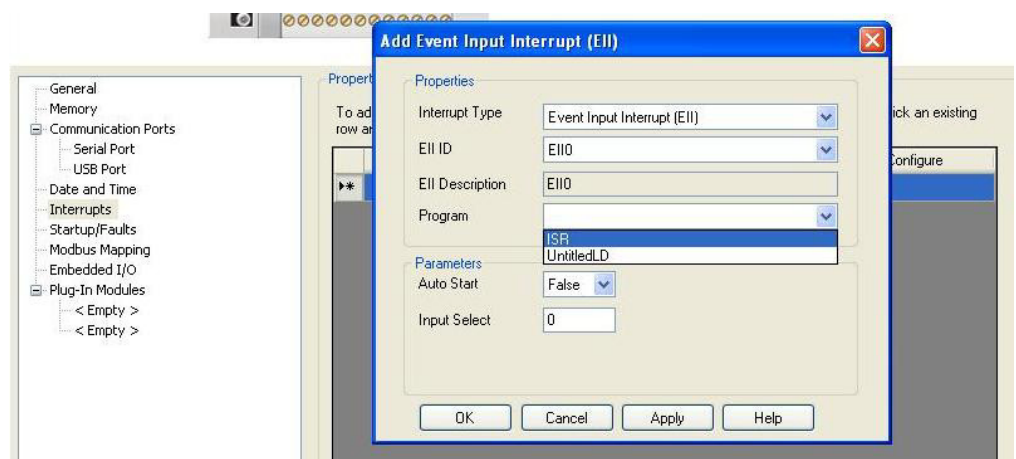 Add Event Input Interrupt (EII)
General
Memory
Communication Ports
Serial Port
USB Port
Date and Time
Interrupts
Startup/Faults
Modbus Mapping
Embedded I/O
Plug-In Modules
< Empty >
< Empty >
Propert
To ad
row ar
ick an existing
Configure
Properties
Interrupt Type
Event Input Interrupt (EII)
EII ID
EII0
EII Description
EII0
Program
ISR
UntitledLD
Parameters
Auto Start
False
Input Select
0
OK
Cancel
Apply
Help